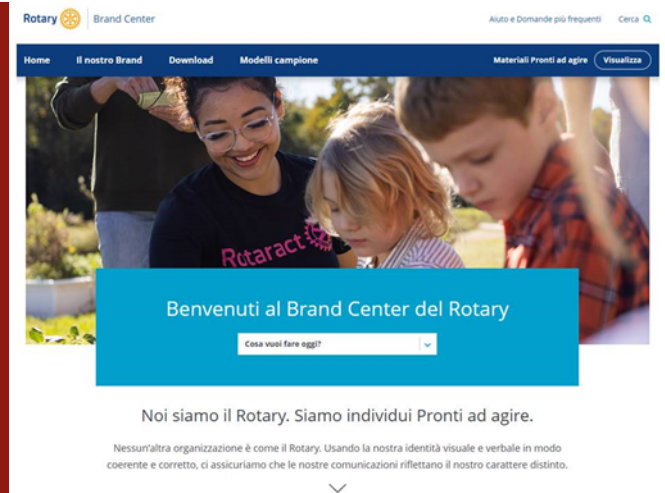 Rotary
Brand Center
Aiuto e Domande più frequenti
Cerca
Home
Il nostro Brand
Download
Modelli campione
Materiali Pronti ad agire
Visualizza
Rotaract
Benvenuti al Brand Center del Rotary
Cosa vuoi fare oggi?
Noi siamo il Rotary. Siamo individui Pronti ad agire.
Nessun'altra organizzazione è come il Rotary. Usando la nostra identità visuale e verbale in modo
coerente e corretto, ci assicuriamo che le nostre comunicazioni riflettano il nostro carattere distinto.